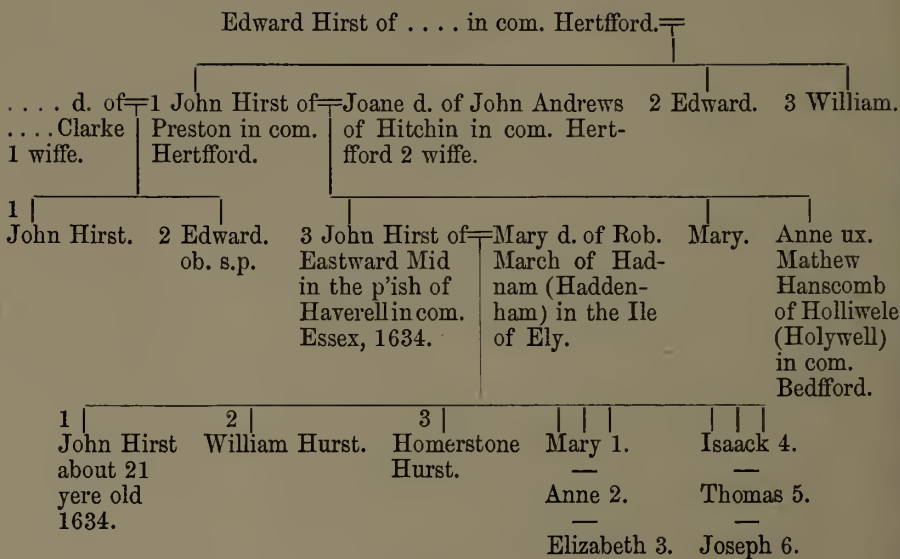 Edward Hirst of .... in com. Hertfford.
.... d. of
.... Clarke
1 wiffe.
1 John Hirst of
Preston in com.
Hertfford.
Joane d. of John Andrews
of Hitchin in com. Hert-
fford 2 wiffe.
2 Edward.
3 William.
1
John Hirst.
2 Edward.
ob. s.p.
3 John Hirst of
Eastward Mid
in the p'ish of
Haverell in com.
Essex, 1634.
Mary d. of Rob.
March of Had-
nam (Hadden-
ham) in the Ile
of Ely.
Mary.
Anne ux.
Mathew
Hanscomb
of Holliwele
(Holywell)
in com.
Bedfford.
1
John Hirst
about 21
yere old
1634.
2
William Hurst.
3
Homerstone
Hurst.
Mary 1.
Anne 2.
Elizabeth 3.
Isaack 4.
Thomas 5.
Joseph 6.